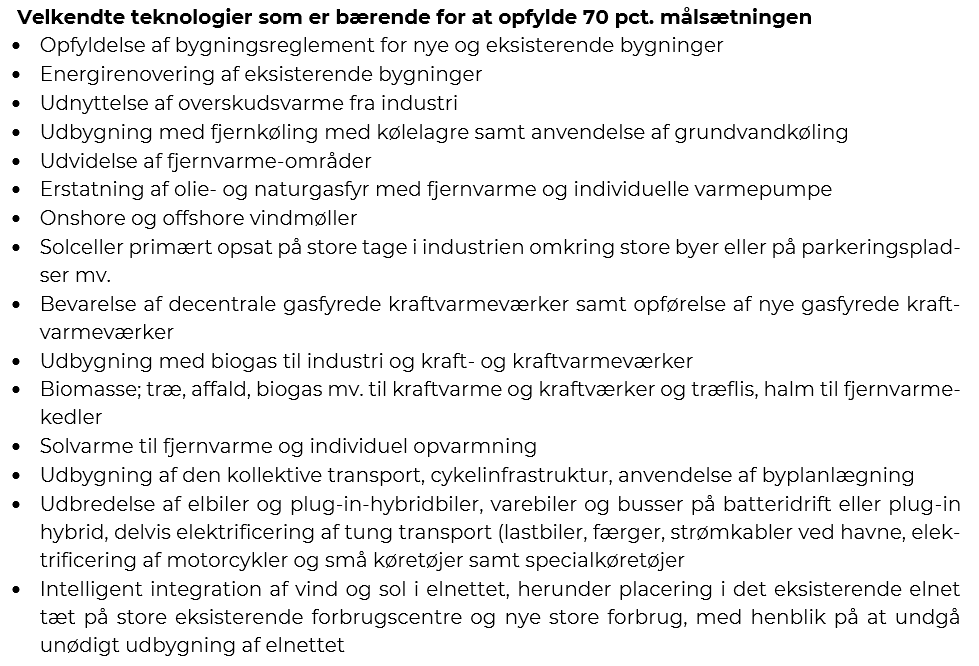 Velkendte teknologier som er bærende for at opfylde 70 pct. målsætningen
• Opfyldelse af bygningsreglement for nye og eksisterende bygninger
• Energirenovering af eksisterende bygninger
• Udnyttelse af overskudsvarme fra industri
• Udbygning med fjernkøling med kølelagre samt anvendelse af grundvandkøling
• Udvidelse af fjernvarme-områder
• Erstatning af olie- og naturgasfyr med fjernvarme og individuelle varmepumpe
• Onshore og offshore vindmøller
• Solceller primært opsat på store tage i industrien omkring store byer eller på parkeringsplad-
ser mv.
• Bevarelse af decentrale gasfyrede kraftvarmeværker samt opførelse af nye gasfyrede kraft-
varmeværker
• Udbygning med biogas til industri og kraft- og kraftvarmeværker
• Biomasse; træ, affald, biogas mv. til kraftvarme og kraftværker og træflis, halm til fjernvarme-
kedler
• Solvarme til fjernvarme og individuel opvarmning
• Udbygning af den kollektive transport, cykelinfrastruktur, anvendelse af byplanlægning
• Udbredelse af elbiler og plug-in-hybridbiler, varebiler og busser på batteridrift eller plug-in
hybrid, delvis elektrificering af tung transport (lastbiler, færger, strømkabler ved havne, elek-
trificering af motorcykler og små køretøjer samt specialkøretøjer
• Intelligent integration af vind og sol i elnettet, herunder placering i det eksisterende elnet
tæt på store eksisterende forbrugscentre og nye store forbrug, med henblik på at undgå
unødigt udbygning af elnettet